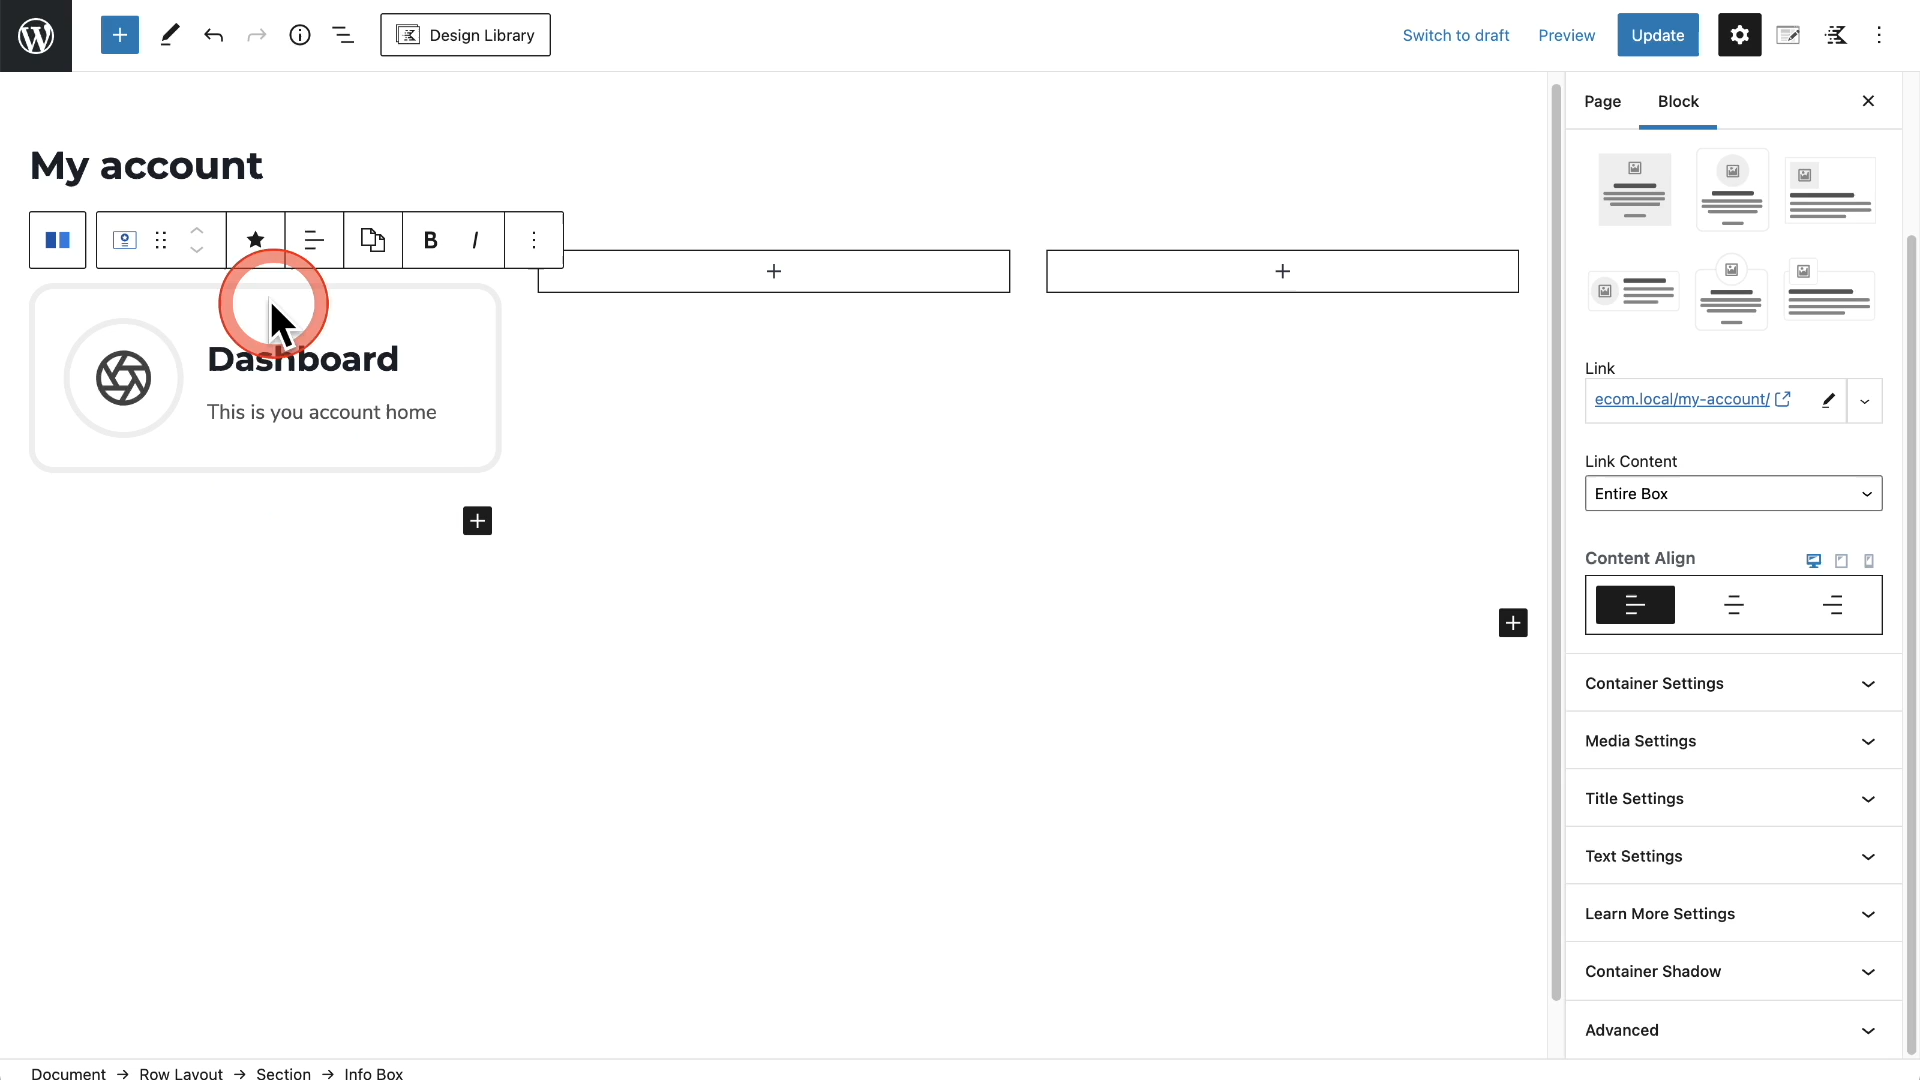 Design Library
Switch to draft
Preview
Update
Page
Block
My account
B I
Dashboard
This is you account home
Link
ecom.local/my-account/
Link Content
Entire Box
Content Align
Container Settings
Media Settings
Title Settings
Text Settings
Learn More Settings
Container Shadow
Advanced
Document → Row Layout → Section → Info Box